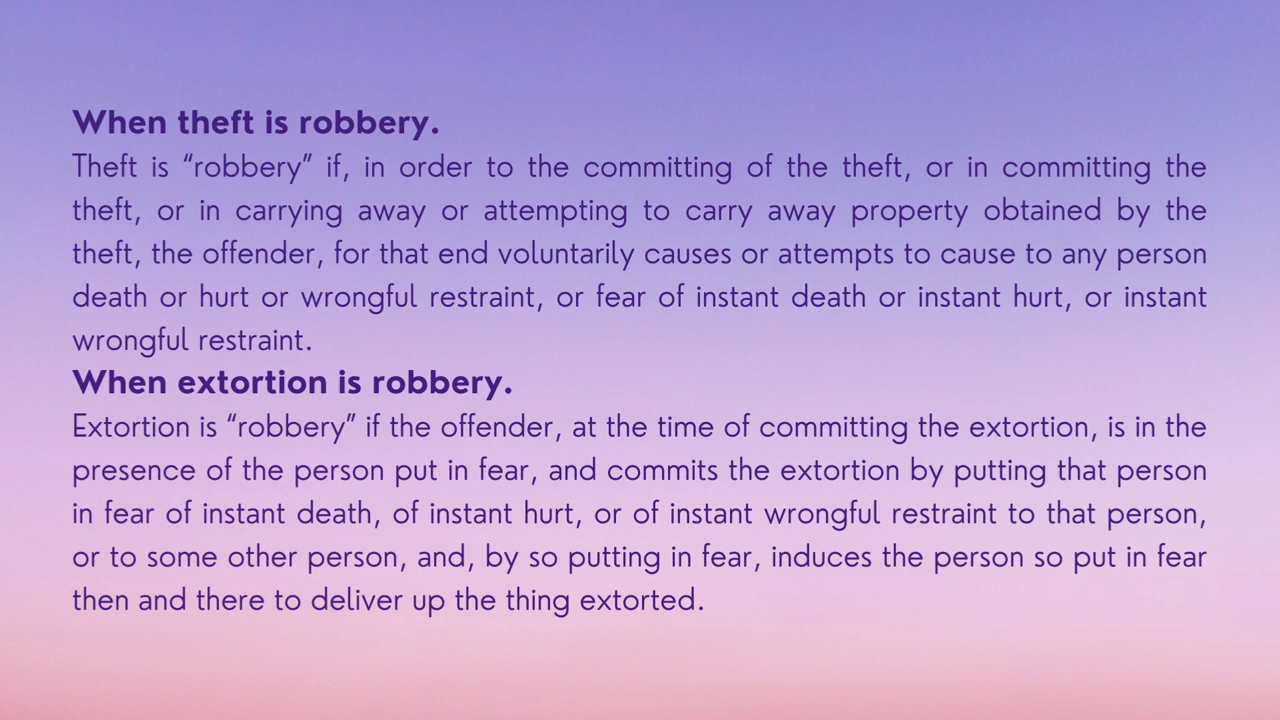 When theft is robbery.
Theft is “robbery” if, in order to the committing of the theft, or in committing the
theft, or in carrying away or attempting to carry away property obtained by the
theft, the offender, for that end voluntarily causes or attempts to cause to any person
death or hurt or wrongful restraint, or fear of instant death or instant hurt, or instant
wrongful restraint.
When extortion is robbery.
Extortion is “robbery” if the offender, at the time of committing the extortion, is in the
presence of the person put in fear, and commits the extortion by putting that person
in fear of instant death, of instant hurt, or of instant wrongful restraint to that person,
or to some other person, and, by so putting in fear, induces the person so put in fear
then and there to deliver up the thing extorted.